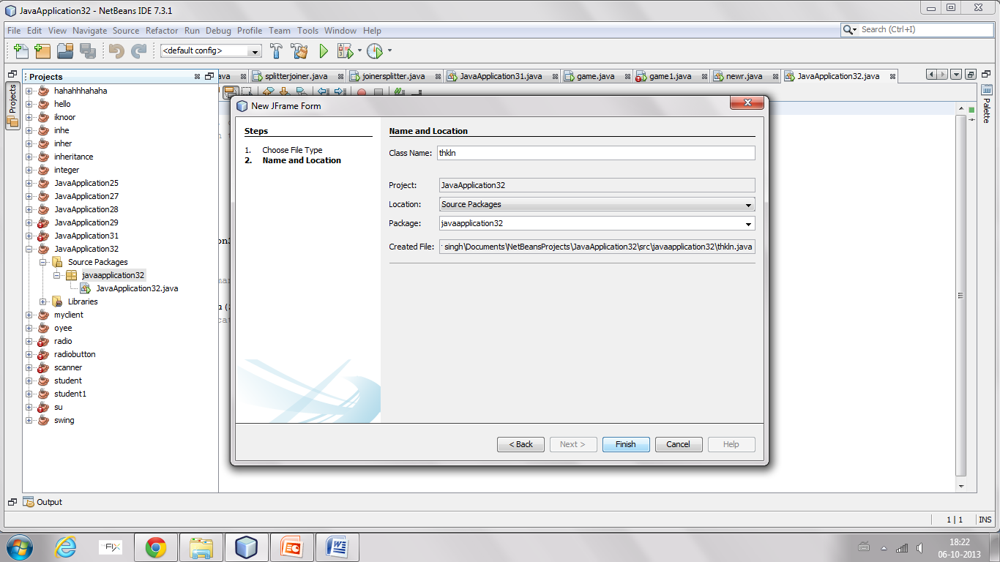 JavaApplication32 - NetBeans IDE 7.3.1
File Edit View Navigate Source Refactor Run Debug Profile Team Tools Window Help
Search (Ctrl+I)
<default config>
Projects
ava
splitterjoiner.java
joinersplitter.java
JavaApplication31.java
game.java
game1.java
newr.java
JavaApplication32.java
Projects
Palette
hahahhhahaha
hello
iknoor
inhe
inher
inheritance
integer
JavaApplication25
JavaApplication27
JavaApplication28
JavaApplication29
JavaApplication31
JavaApplication32
Source Packages
javaapplication32
JavaApplication32.java
Libraries
myclient
oyee
radio
radiobutton
scanner
student
student1
su
swing
New JFrame Form
Steps
1. Choose File Type
2. Name and Location
Name and Location
Class Name: thkln
Project: JavaApplication32
Location: Source Packages
Package: javaapplication32
Created File: singh\Documents\NetBeansProjects\JavaApplication32\src\javaapplication32\thkln.java
< Back Next > Finish Cancel Help
Output
1 | 1 INS
FIX
18:22
06-10-2013